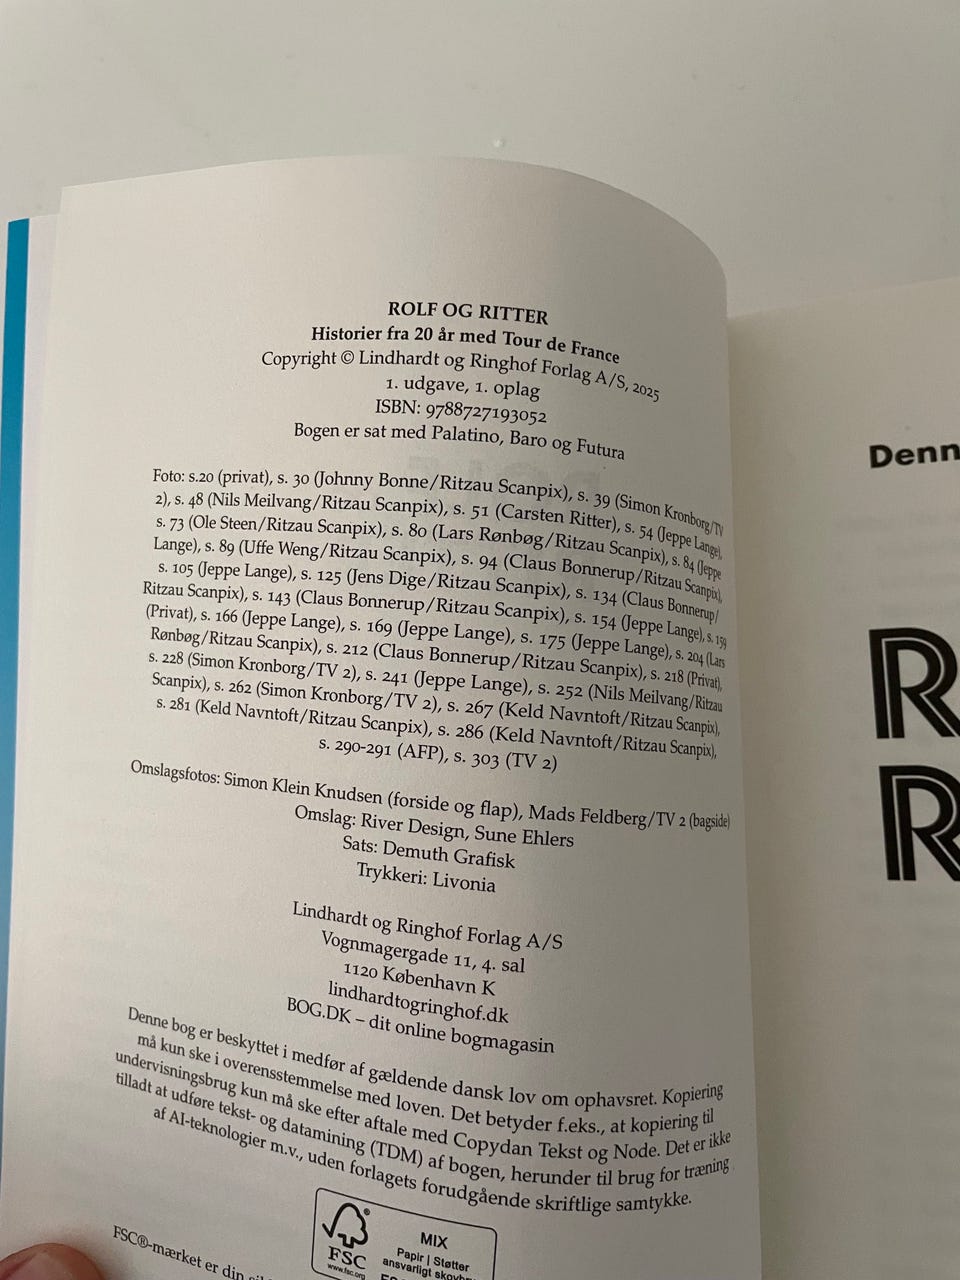 ROLF OG RITTER
Historier fra 20 år med Tour de France
Copyright © Lindhardt og Ringhof Forlag A/S, 2025
1. udgave, 1. oplag
ISBN: 9788727193052
Bogen er sat med Palatino, Baro og Futura
Foto: s.20 (privat), s. 30 (Johnny Bonne/Ritzau Scanpix), s. 39 (Simon Kronborg/TV
2), s. 48 (Nils Meilvang/Ritzau Scanpix), s. 51 (Carsten Ritter), s. 54 (Jeppe Lange),
s. 73 (Ole Steen/Ritzau Scanpix), s. 80 (Lars Rønbøg/Ritzau Scanpix), s. 84 (Jeppe
Lange), s. 89 (Uffe Weng/Ritzau Scanpix), s. 94 (Claus Bonnerup/Ritzau Scanpix),
s. 105 (Jeppe Lange), s. 125 (Jens Dige/Ritzau Scanpix), s. 134 (Claus Bonnerup/
Ritzau Scanpix), s. 143 (Claus Bonnerup/Ritzau Scanpix), s. 154 (Jeppe Lange), s. 159
(Privat), s. 166 (Jeppe Lange), s. 169 (Jeppe Lange), s. 175 (Jeppe Lange), s. 204 (Lars
Rønbøg/Ritzau Scanpix), s. 212 (Claus Bonnerup/Ritzau Scanpix), s. 218 (Privat),
s. 228 (Simon Kronborg/TV 2), s. 241 (Jeppe Lange), s. 252 (Nils Meilvang/Ritzau
Scanpix), s. 262 (Simon Kronborg/TV 2), s. 267 (Keld Navntoft/Ritzau Scanpix),
s. 281 (Keld Navntoft/Ritzau Scanpix), s. 286 (Keld Navntoft/Ritzau Scanpix),
s. 290-291 (AFP), s. 303 (TV 2)
Omslagsfotos: Simon Klein Knudsen (forside og flap), Mads Feldberg/TV 2 (bagside)
Omslag: River Design, Sune Ehlers
Sats: Demuth Grafisk
Trykkeri: Livonia
Lindhardt og Ringhof Forlag A/S
Vognmagergade 11, 4. sal
1120 København K
lindhardtogringhof.dk
BOG.DK – dit online bogmagasin
Denne bog er beskyttet i medfør af gældende dansk lov om ophavsret. Kopiering
må kun ske i overensstemmelse med loven. Det betyder f.eks., at kopiering til
undervisningsbrug kun må ske efter aftale med Copydan Tekst og Node. Det er ikke
tilladt at udføre tekst- og datamining (TDM) af bogen, herunder til brug for træning
af AI-teknologier m.v., uden forlagets forudgående skriftlige samtykke.
FSC
www.fsc.org
MIX
Papir | Støtter
ansvarligt
FSC®-mærket er din
Denn
R
R